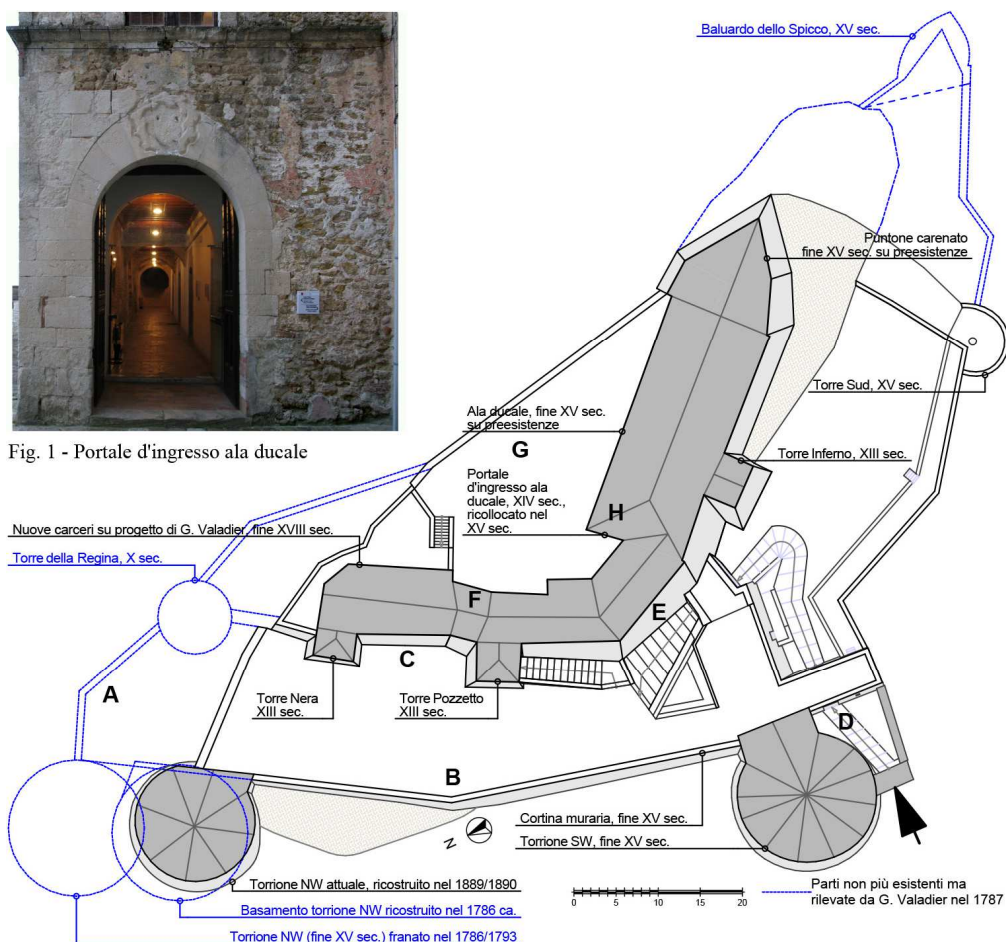 Baluardo dello Spicco, XV sec.
Puntone carenato
fine XV sec. su preesistenze
Torre Sud, XV sec.
Fig. 1 - Portale d'ingresso ala ducale
Ala ducale, fine XV sec.
su preesistenze
G
Torre Inferno, XIII sec.
Portale
d'ingresso ala
ducale, XIV sec.,
ricollocato nel
XV sec.
H
Nuove carceri su progetto di G. Valadier, fine XVIII sec.
Torre della Regina, X sec.
F
E
C
A
Torre Nera
XIII sec.
Torre Pozzetto
XIII sec.
D
B
N
Cortina muraria, fine XV sec.
Torrione SW, fine XV sec.
Torrione NW attuale, ricostruito nel 1889/1890
Basamento torrione NW ricostruito nel 1786 ca.
Torrione NW (fine XV sec.) franato nel 1786/1793
0 5 10 20
Parti non più esistenti ma
rilevate da G. Valadier nel 1787